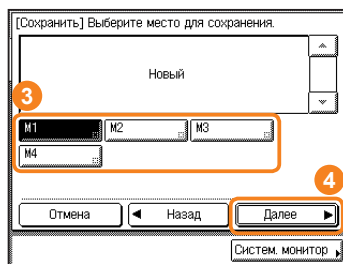 [Сохранить] Выберите место для сохранения.
Новый
3
M1 M2 M3
M4
4
Отмена ◄ Назад Далее ►
Систем. монитор